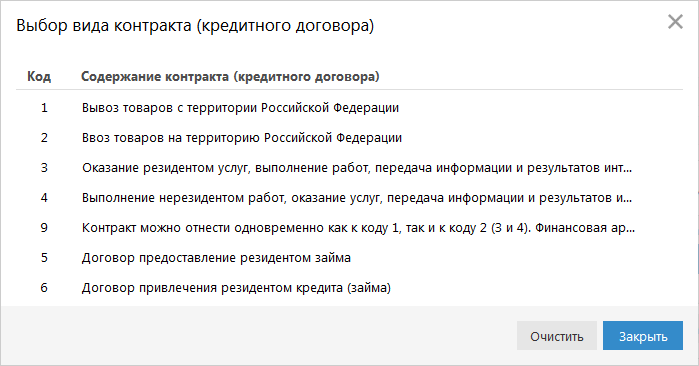 Выбор вида контракта (кредитного договора)
Код Содержание контракта (кредитного договора)
1 Вывоз товаров с территории Российской Федерации
2 Ввоз товаров на территорию Российской Федерации
3 Оказание резидентом услуг, выполнение работ, передача информации и результатов инт...
4 Выполнение нерезидентом работ, оказание услуг, передача информации и результатов и...
9 Контракт можно отнести одновременно как к коду 1, так и к коду 2 (3 и 4). Финансовая ар...
5 Договор предоставление резидентом займа
6 Договор привлечения резидентом кредита (займа)
Очистить Закрыть